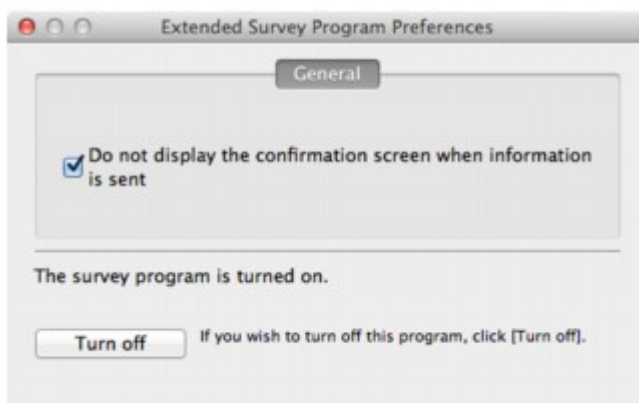 Extended Survey Program Preferences
General
Do not display the confirmation screen when information
is sent
The survey program is turned on.
Turn off
If you wish to turn off this program, click [Turn off].